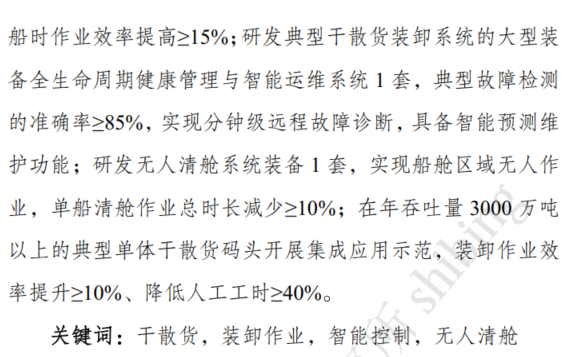 船时作业效率提高≥15%；研发典型干散货装卸系统的大型装
备全生命周期健康管理与智能运维系统 1 套，典型故障检测
的准确率≥85%，实现分钟级远程故障诊断，具备智能预测维
护功能；研发无人清舱系统装备 1 套，实现船舱区域无人作
业，单船清舱作业总时长减少≥10%；在年吞吐量 3000 万吨
以上的典型单体干散货码头开展集成应用示范，装卸作业效
率提升≥10%、降低人工工时≥40%。
关键词：干散货，装卸作业，智能控制，无人清舱
所 shibing